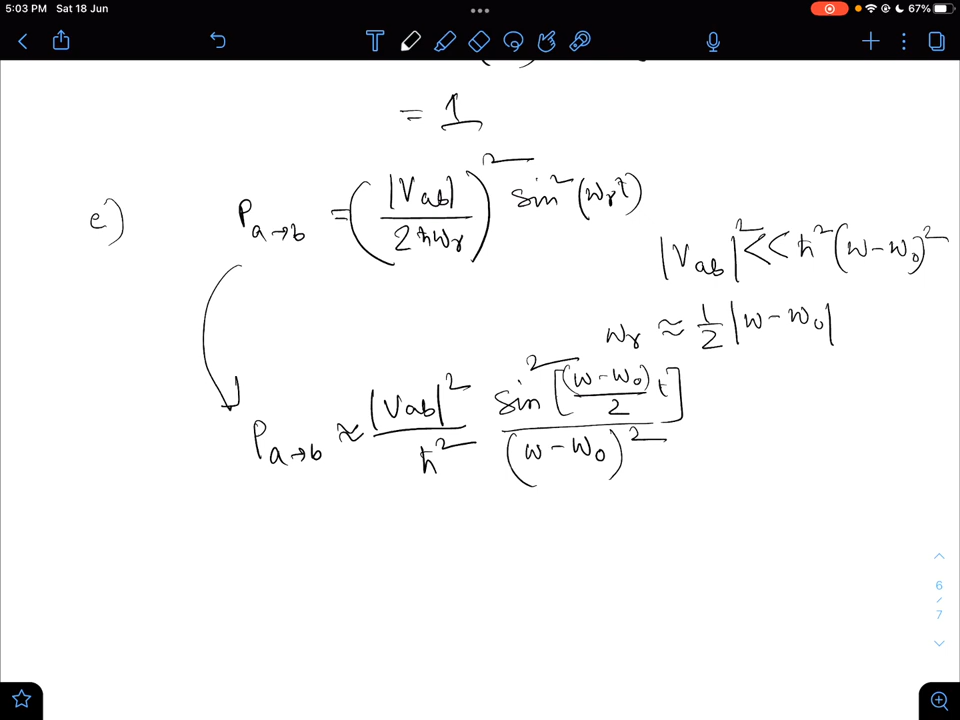 5:03 PM Sat 18 Jun 67%
T
= 1
e) P_{a→b} = (|V_{ab}| / 2ħω_r)^2 sin^2(ω_r t)
|V_{ab}|^2 << ħ^2 (ω - ω_0)^2
ω_r ≈ 1/2 |ω - ω_0|
P_{a→b} ≈ |V_{ab}|^2 / ħ^2 sin^2[(ω - ω_0)/2 t] / (ω - ω_0)^2
6
/
7